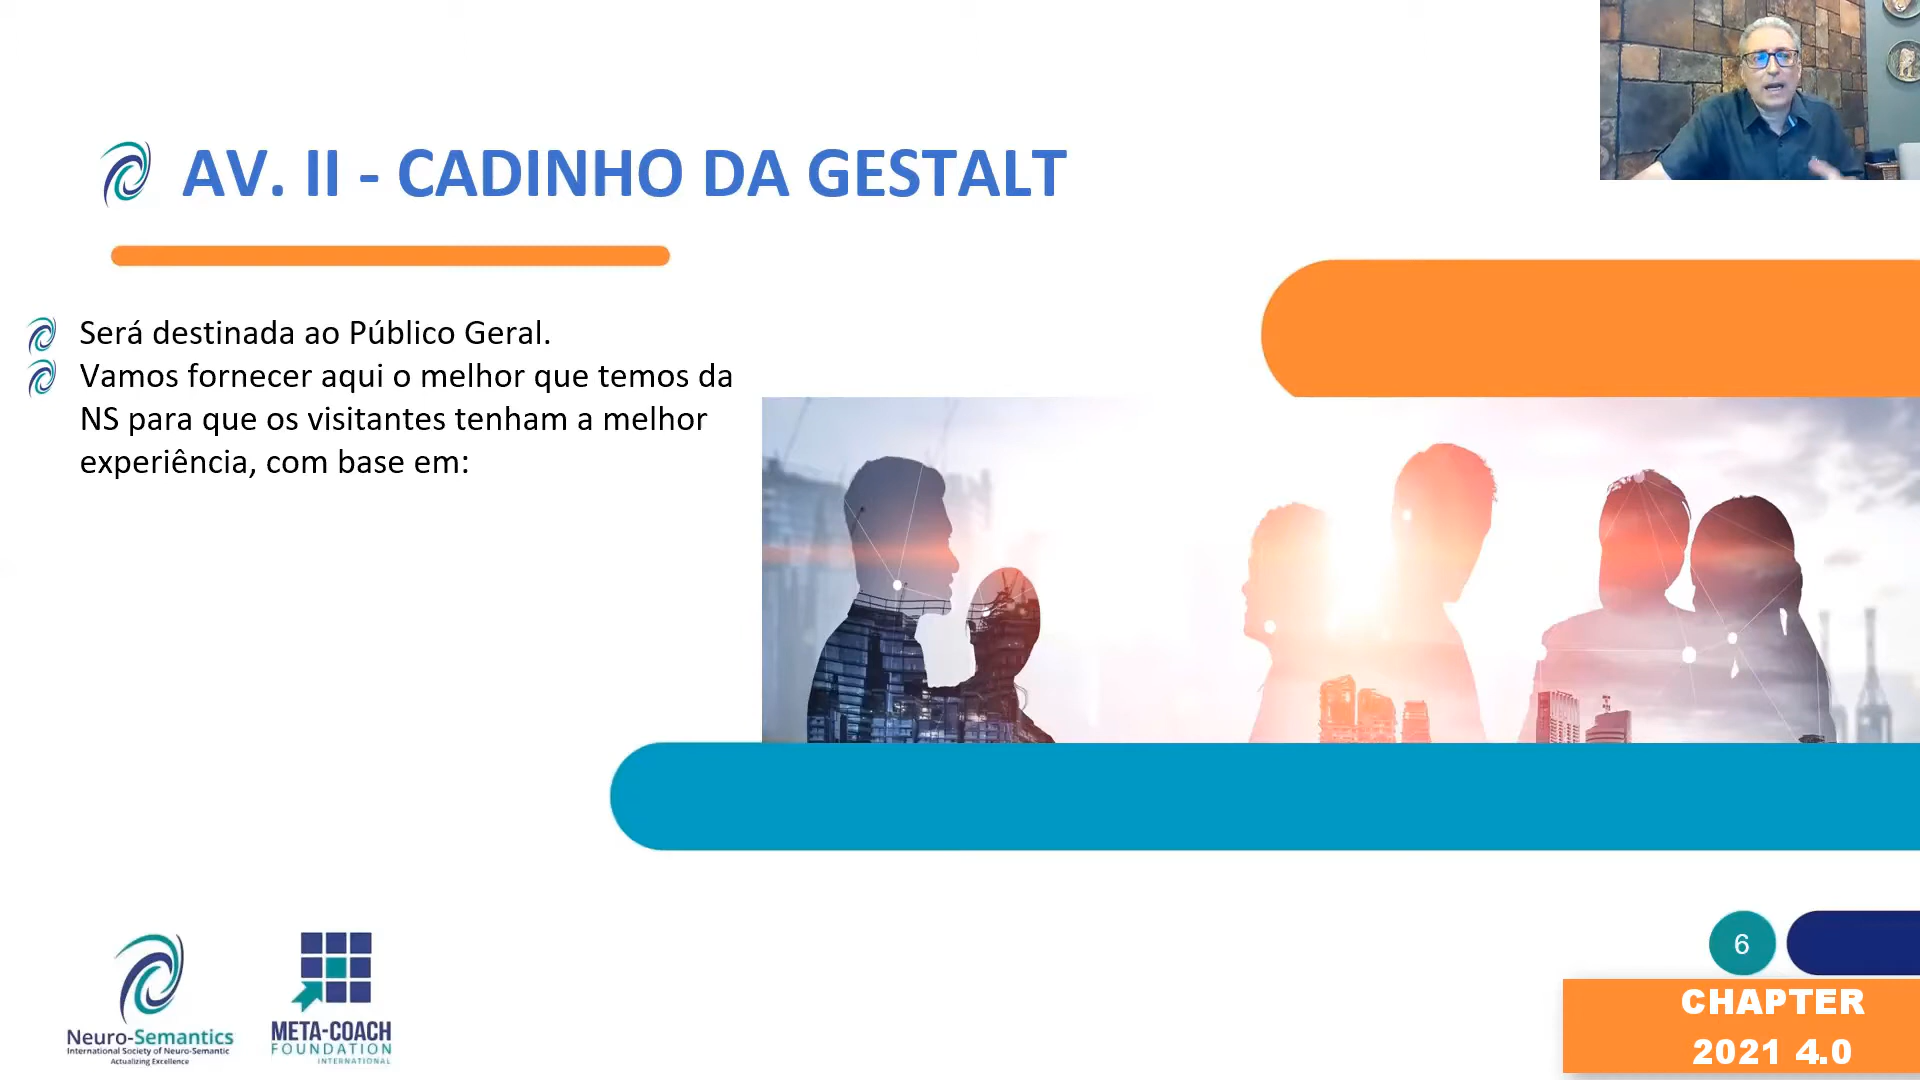 AV. II - CADINHO DA GESTALT
Será destinada ao Público Geral.
Vamos fornecer aqui o melhor que temos da
NS para que os visitantes tenham a melhor
experiência, com base em:
Neuro-Semantics
International Society of Neuro-Semantic
Actualizing Excellence
META-COACH
FOUNDATION
INTERNATIONAL
6
CHAPTER
2021 4.0